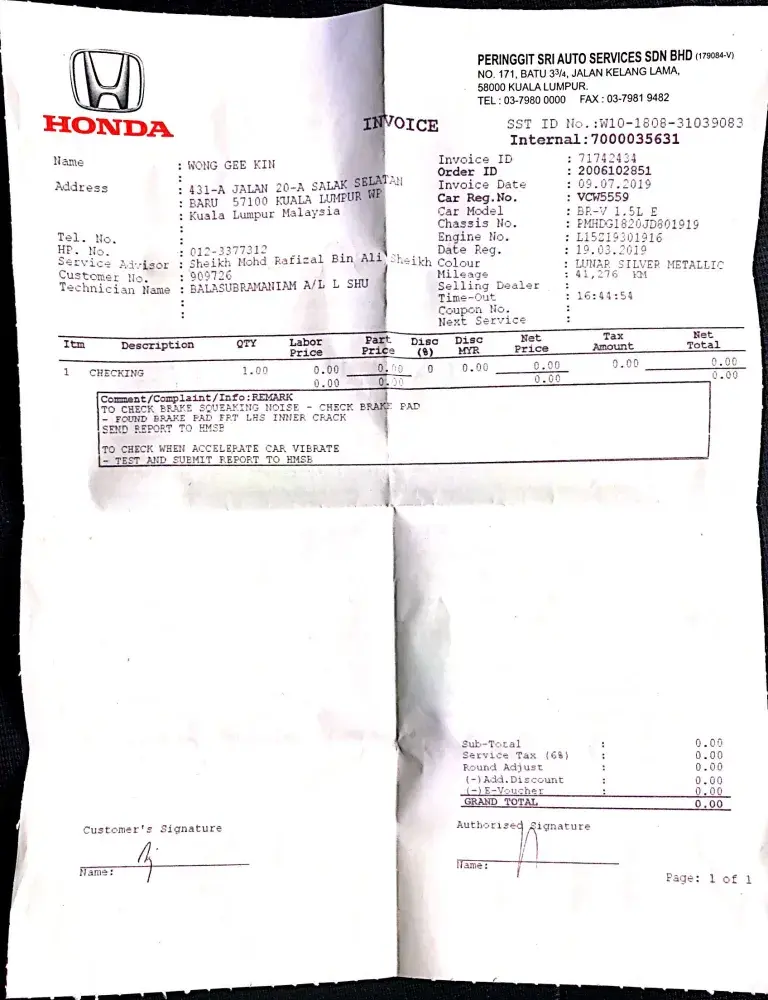 HONDA
PERINGGIT SRI AUTO SERVICES SDN BHD (179084-V)
NO. 171, BATU 3 3/4, JALAN KELANG LAMA,
58000 KUALA LUMPUR.
TEL : 03-7980 0000 FAX : 03-7981 9482
INVOICE
SST ID No.:W10-1808-31039083
Internal:7000035631
Name : WONG GEE KIN
:
Address : 431-A JALAN 20-A SALAK SELATAN
: BARU 57100 KUALA LUMPUR WP
: Kuala Lumpur Malaysia
:
Tel. No. :
HP. No. : 012-3377312
Service Advisor : Sheikh Mohd Rafizal Bin Ali Sheikh
Customer No. : 909726
Technician Name : BALASUBRAMANIAM A/L L SHU
:
:
Invoice ID : 71742434
Order ID : 2006102851
Invoice Date : 09.07.2019
Car Reg.No. : VCW5559
Car Model : BR-V 1.5L E
Chassis No. : PMHDG1820JD801919
Engine No. : L15Z19301916
Date Reg. : 19.03.2019
Colour : LUNAR SILVER METALLIC
Mileage : 41,276 KM
Selling Dealer :
Time-Out : 16:44:54
Coupon No. :
Next Service :
Itm Description QTY Labor Price Part Price Disc (%) Disc MYR Net Price Tax Amount Net Total
1 CHECKING 1.00 0.00 0.00 0 0.00 0.00 0.00 0.00
0.00 0.00 0.00 0.00
Comment/Complaint/Info:REMARK
TO CHECK BRAKE SQUEAKING NOISE - CHECK BRAKE PAD
- FOUND BRAKE PAD FRT LHS INNER CRACK
SEND REPORT TO HMSB
TO CHECK WHEN ACCELERATE CAR VIBRATE
- TEST AND SUBMIT REPORT TO HMSB
Sub-Total : 0.00
Service Tax (6%) : 0.00
Round Adjust : 0.00
(-)Add.Discount : 0.00
(-)E-Voucher : 0.00
GRAND TOTAL 0.00
Customer's Signature
Name:
Authorised Signature
Name:
Page: 1 of 1